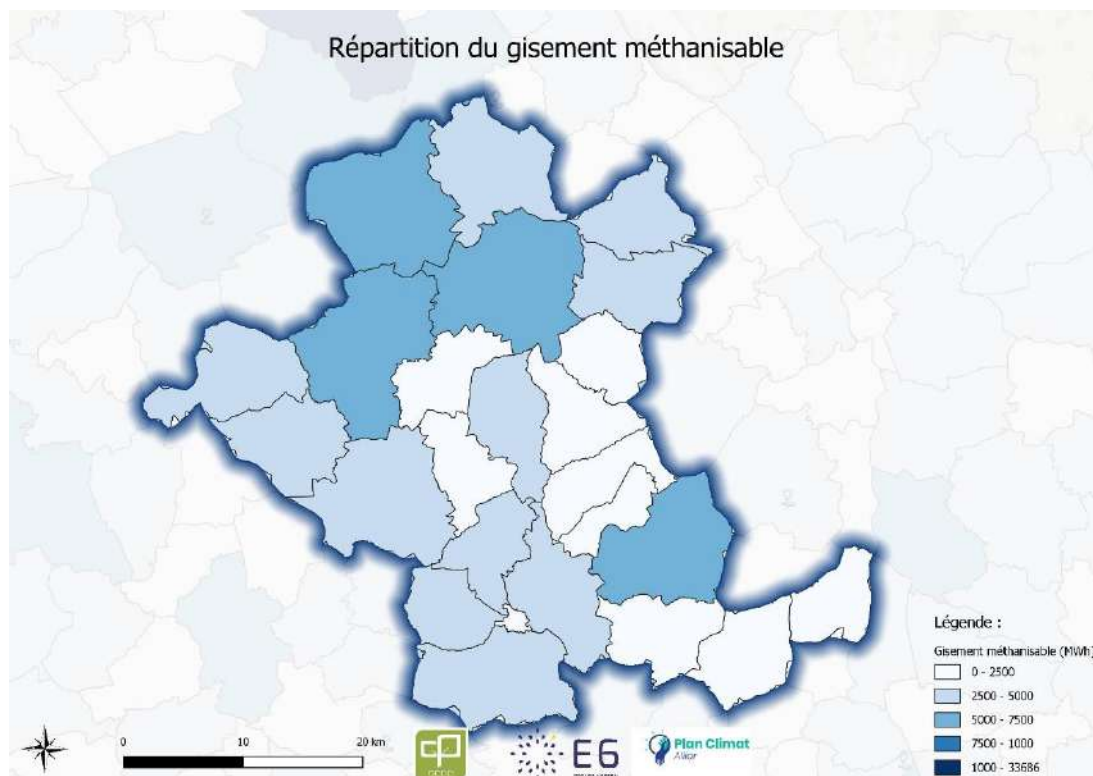 Répartition du gisement méthanisable
Légende :
Gisement méthanisable (MWh)
0 - 2500
2500 - 5000
5000 - 7500
7500 - 1000
1000 - 33686
0 10 20 km
E6
Plan Climat
Allier